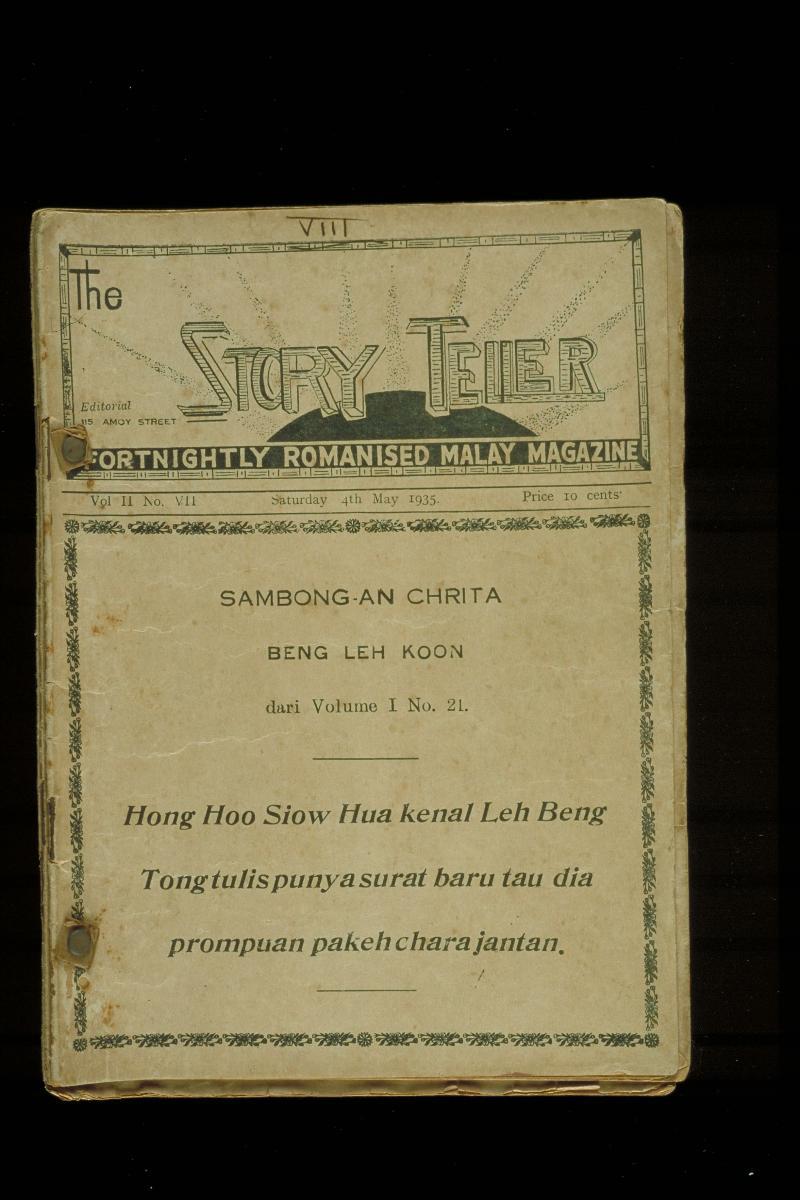 VIII
The
STORY TELLER
Editorial
115 AMOY STREET
FORTNIGHTLY ROMANISED MALAY MAGAZINE
Vol II No. VII Saturday 4th May 1935. Price 10 cents.
SAMBONG-AN CHRITA
BENG LEH KOON
dari Volume I No. 21.
Hong Hoo Siow Hua kenal Leh Beng
Tong tulis punya surat baru tau dia
prompuan pakeh chara jantan.